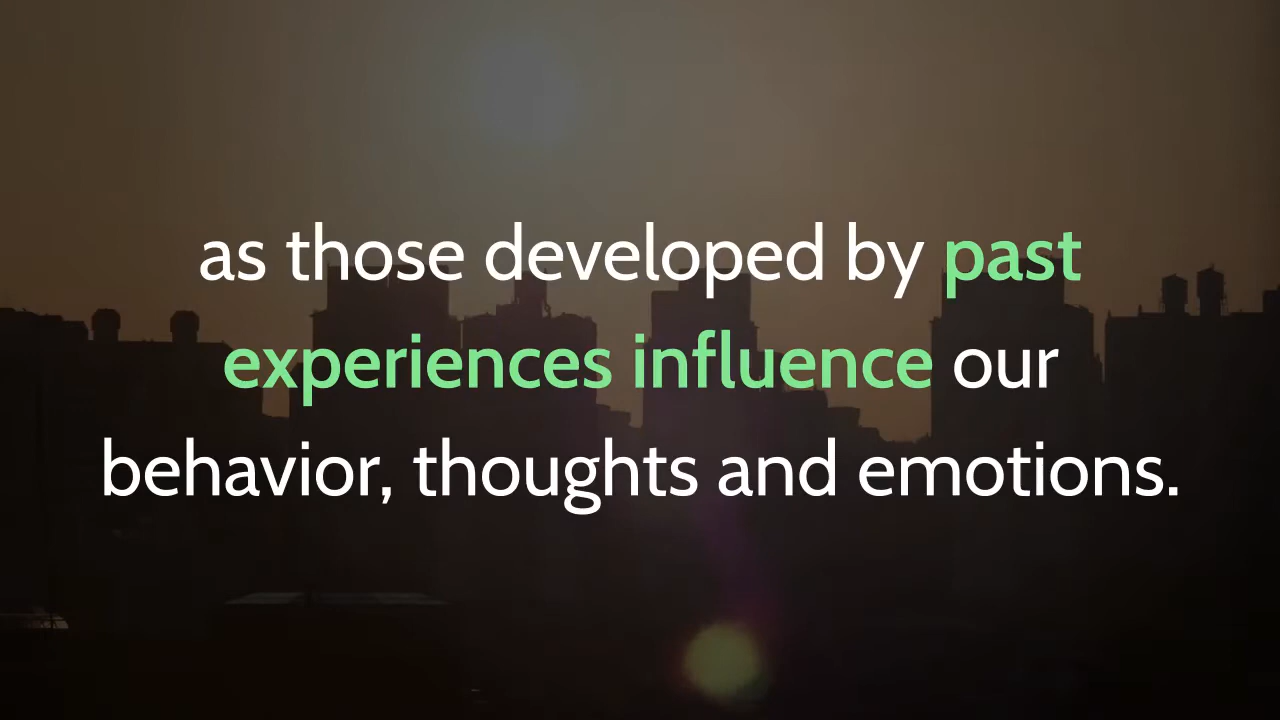 as those developed by past
experiences influence our
behavior, thoughts and emotions.